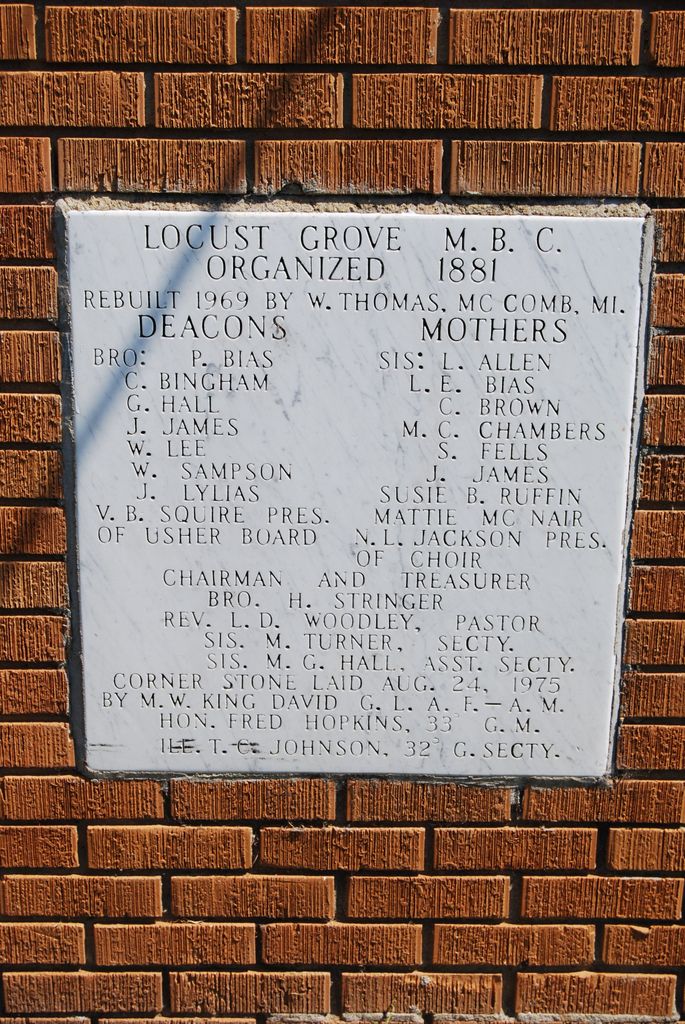 LOCUST GROVE M. B. C.
ORGANIZED 1881
REBUILT 1969 BY W. THOMAS, MC COMB, MI.
DEACONS MOTHERS
BRO: P. BIAS SIS: L. ALLEN
C. BINGHAM L. E. BIAS
G. HALL C. BROWN
J. JAMES M. C. CHAMBERS
W. LEE S. FELLS
W. SAMPSON J. JAMES
J. LYLIAS SUSIE B. RUFFIN
V. B. SQUIRE PRES. MATTIE MC NAIR
OF USHER BOARD N. L. JACKSON PRES.
OF CHOIR
CHAIRMAN AND TREASURER
BRO. H. STRINGER
REV. L. D. WOODLEY, PASTOR
SIS. M. TURNER, SECTY.
SIS. M. G. HALL, ASST. SECTY.
CORNER STONE LAID AUG. 24, 1975
BY M. W. KING DAVID G. L. A. F. — A. M.
HON. FRED HOPKINS, 33° G. M.
T. C. JOHNSON, 32° G. SECTY.